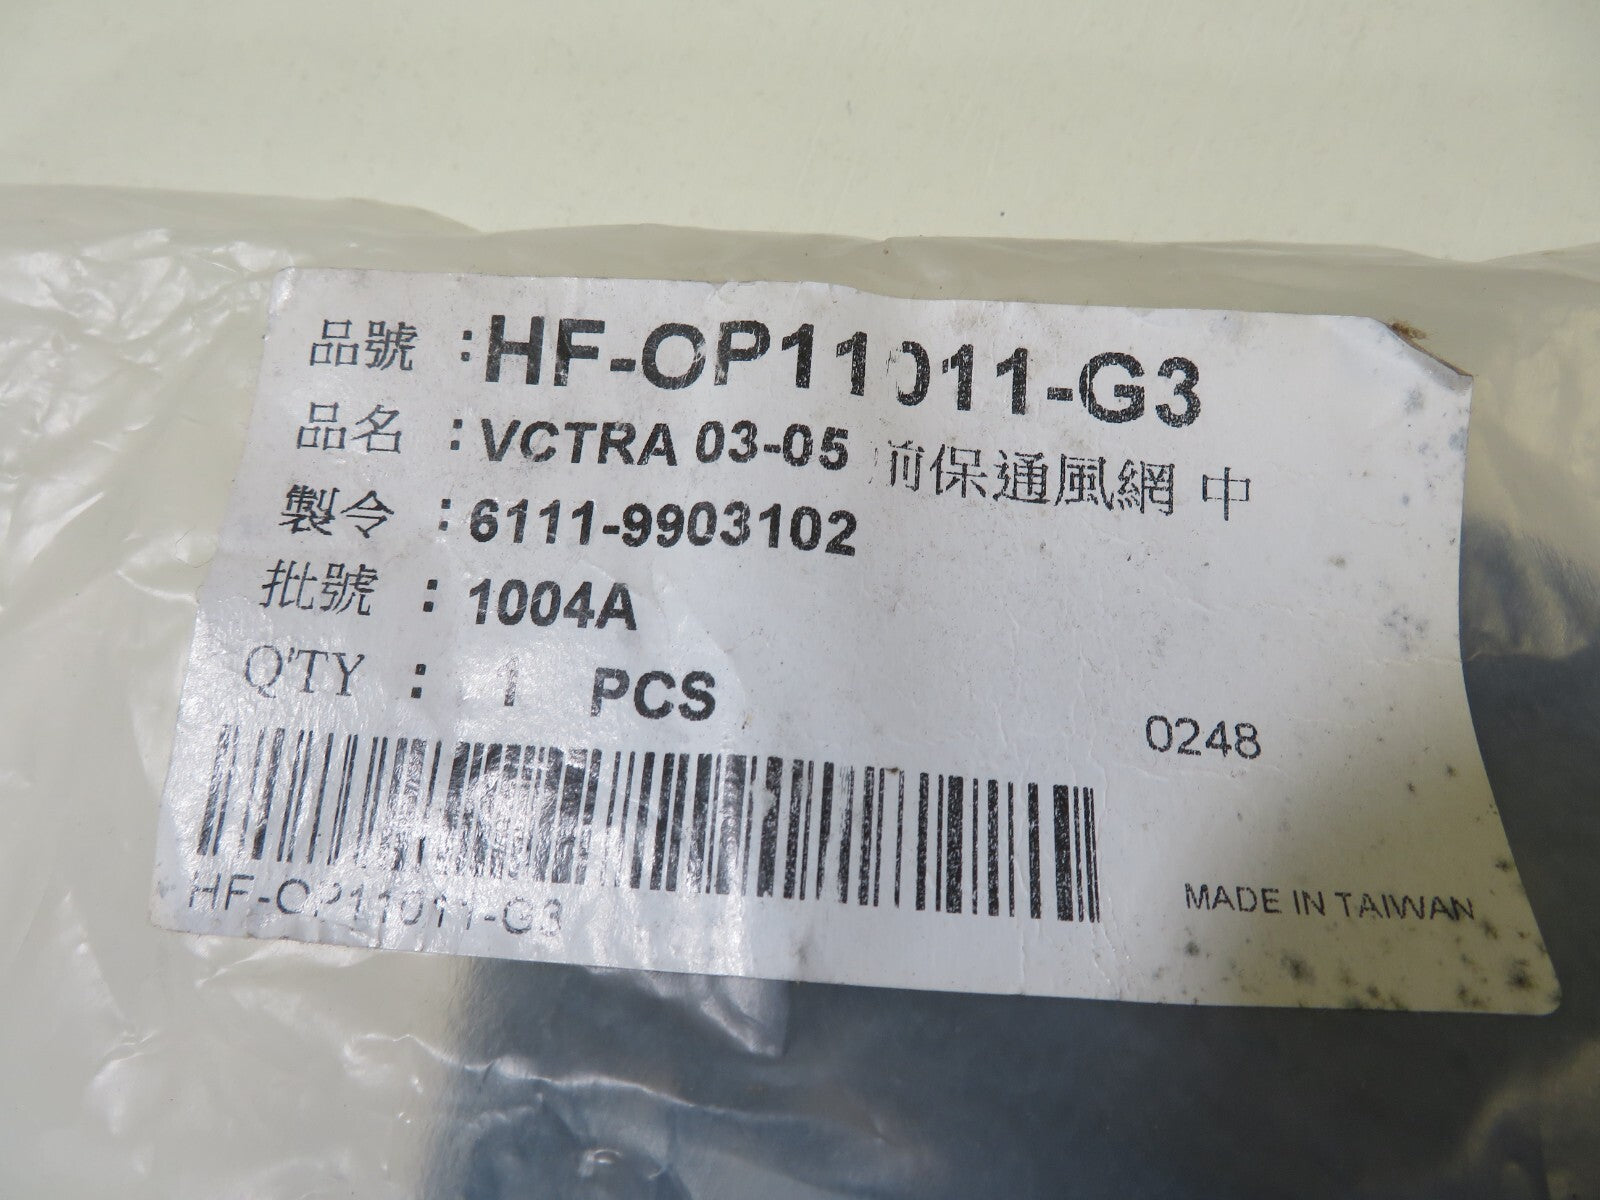 品號 :HF-OP11011-G3
品名 :VCTRA 03-05 前保通風網 中
製令 :6111-9903102
批號 :1004A
Q'TY : 1 PCS
0248
HF-OP11011-G3
MADE IN TAIWAN